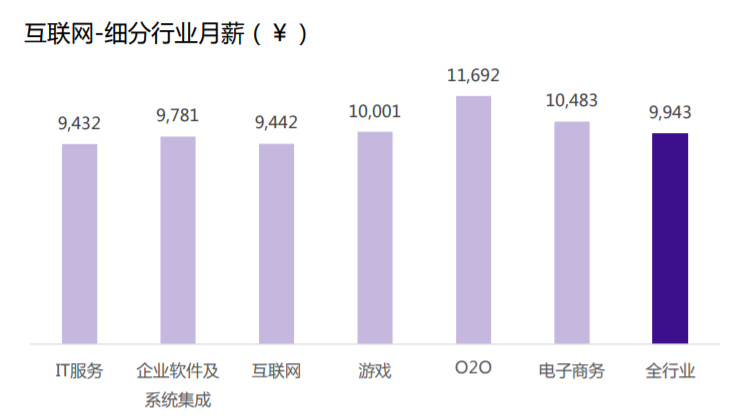 互联网-细分行业月薪（￥）
11,692
10,483
10,001
9,943
9,781
9,432
9,442
IT服务
企业软件及
系统集成
互联网
游戏
O2O
电子商务
全行业